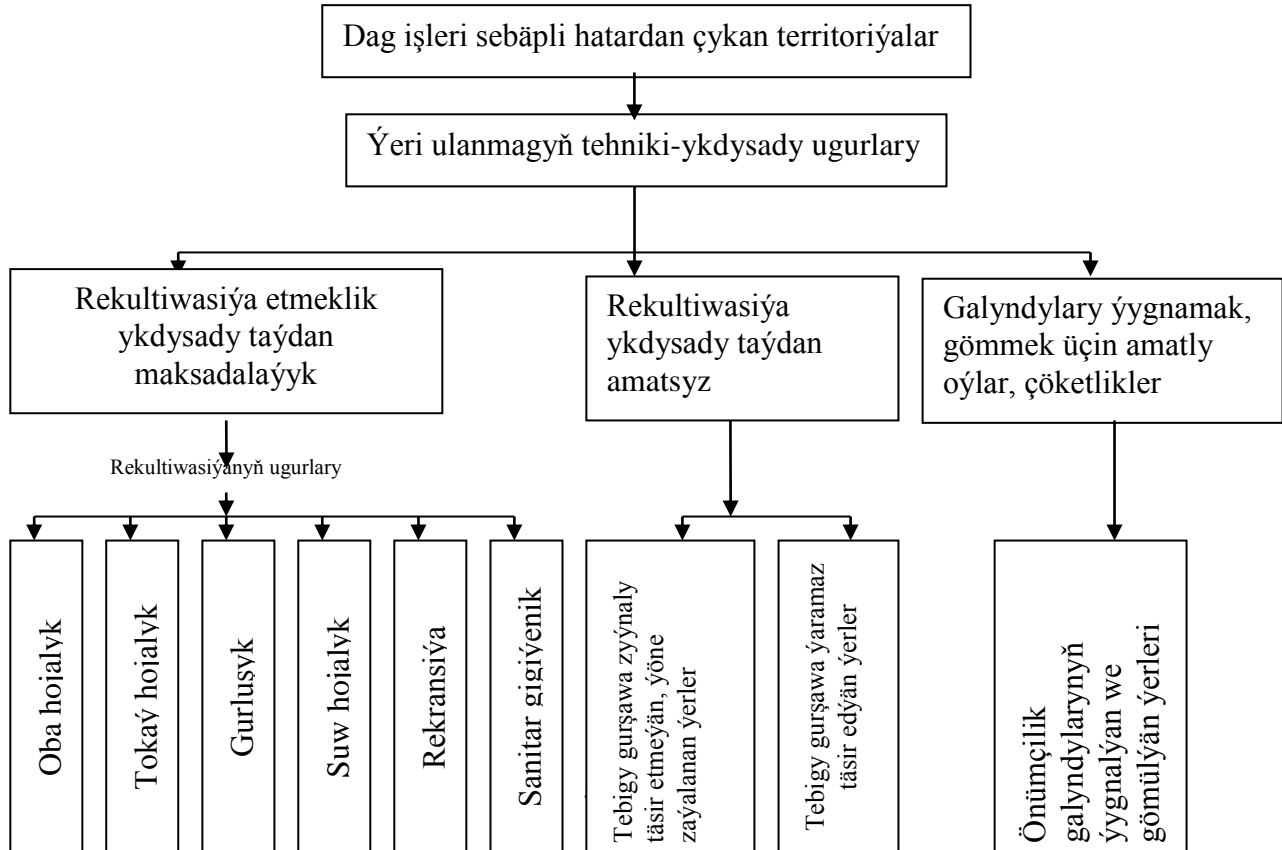 Dag işleri sebäpli hatardan çykan territoriýalar
Ýeri ulanmagyň tehniki-ykdysady ugurlary
Rekultiwasiýa etmeklik
ykdysady taýdan
maksadalaýyk
Rekultiwasiýa
ykdysady taýdan
amatsyz
Galyndylary ýygnamak,
gömmek üçin amatly
oýlar, çöketlikler
Rekultiwasiýanyň ugurlary
Oba hojalyk
Tokaý hojalyk
Gurluşyk
Suw hojalyk
Rekransiýa
Sanitar gigiýenik
Tebigy gurşawa zyýnaly
täsir etmeýän, ýöne
zaýalanan ýerler
Tebigy gurşawa ýaramaz
täsir edýän ýerler
Önümçilik
galyndylarynyň
ýygnalýan we
gömülýän ýerleri